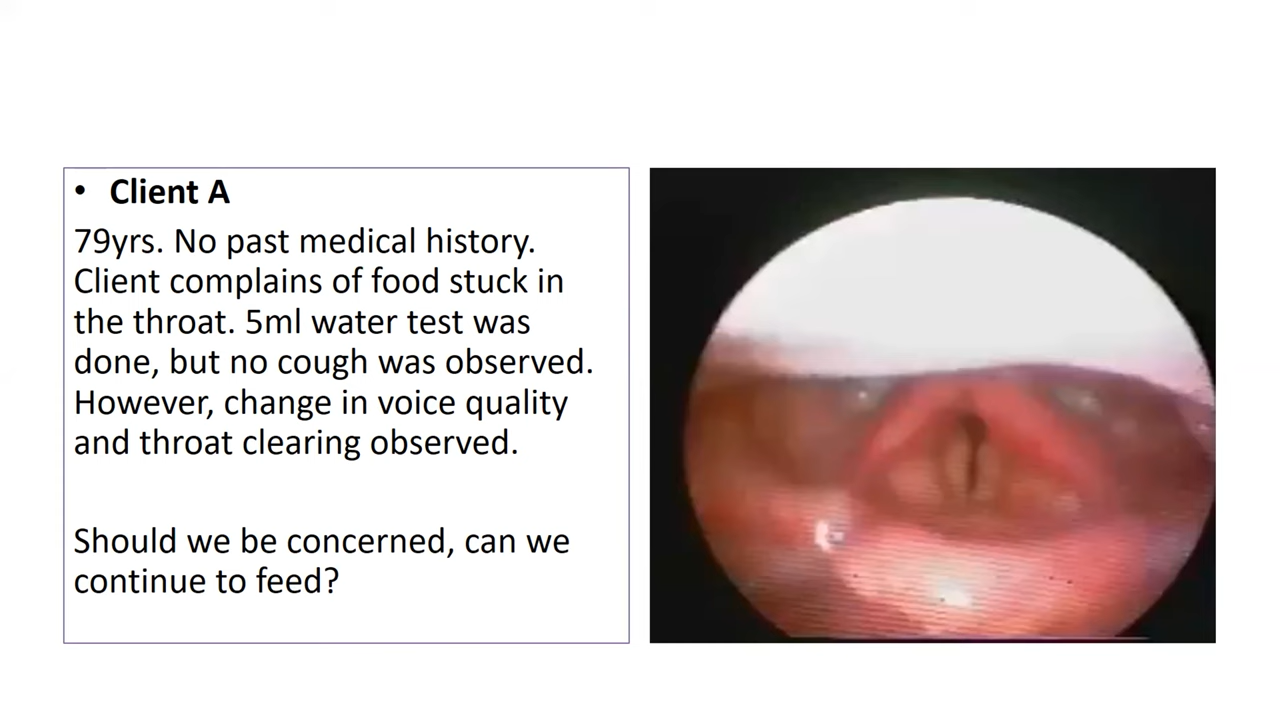 • Client A
79yrs. No past medical history.
Client complains of food stuck in
the throat. 5ml water test was
done, but no cough was observed.
However, change in voice quality
and throat clearing observed.
Should we be concerned, can we
continue to feed?